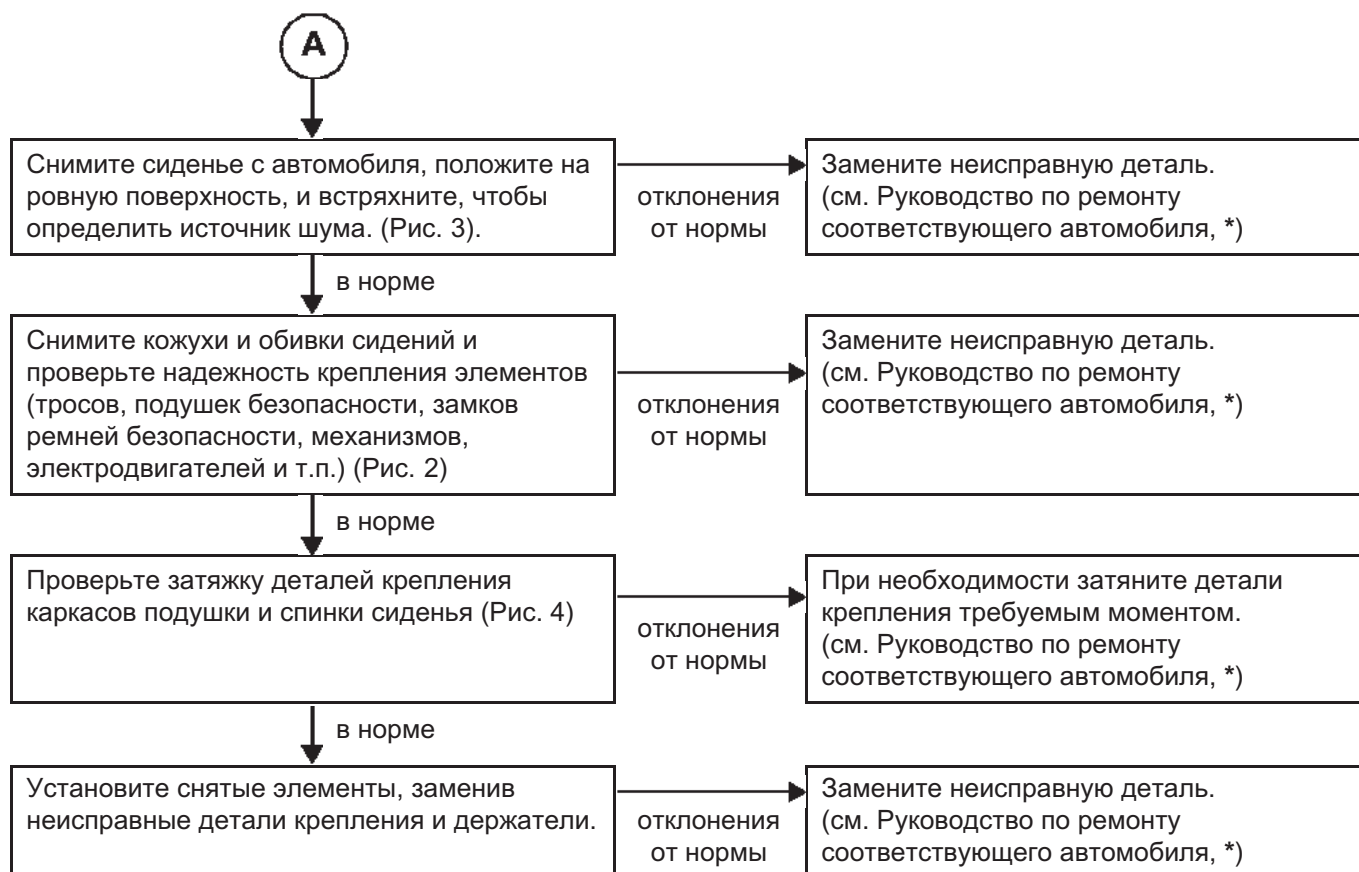 A
Снимите сиденье с автомобиля, положите на
ровную поверхность, и встряхните, чтобы
определить источник шума. (Рис. 3).
отклонения
от нормы
Замените неисправную деталь.
(см. Руководство по ремонту
соответствующего автомобиля, *)
в норме
Снимите кожухи и обивки сидений и
проверьте надежность крепления элементов
(тросов, подушек безопасности, замков
ремней безопасности, механизмов,
электродвигателей и т.п.) (Рис. 2)
отклонения
от нормы
Замените неисправную деталь.
(см. Руководство по ремонту
соответствующего автомобиля, *)
в норме
Проверьте затяжку деталей крепления
каркасов подушки и спинки сиденья (Рис. 4)
отклонения
от нормы
При необходимости затяните детали
крепления требуемым моментом.
(см. Руководство по ремонту
соответствующего автомобиля, *)
в норме
Установите снятые элементы, заменив
неисправные детали крепления и держатели.
отклонения
от нормы
Замените неисправную деталь.
(см. Руководство по ремонту
соответствующего автомобиля, *)